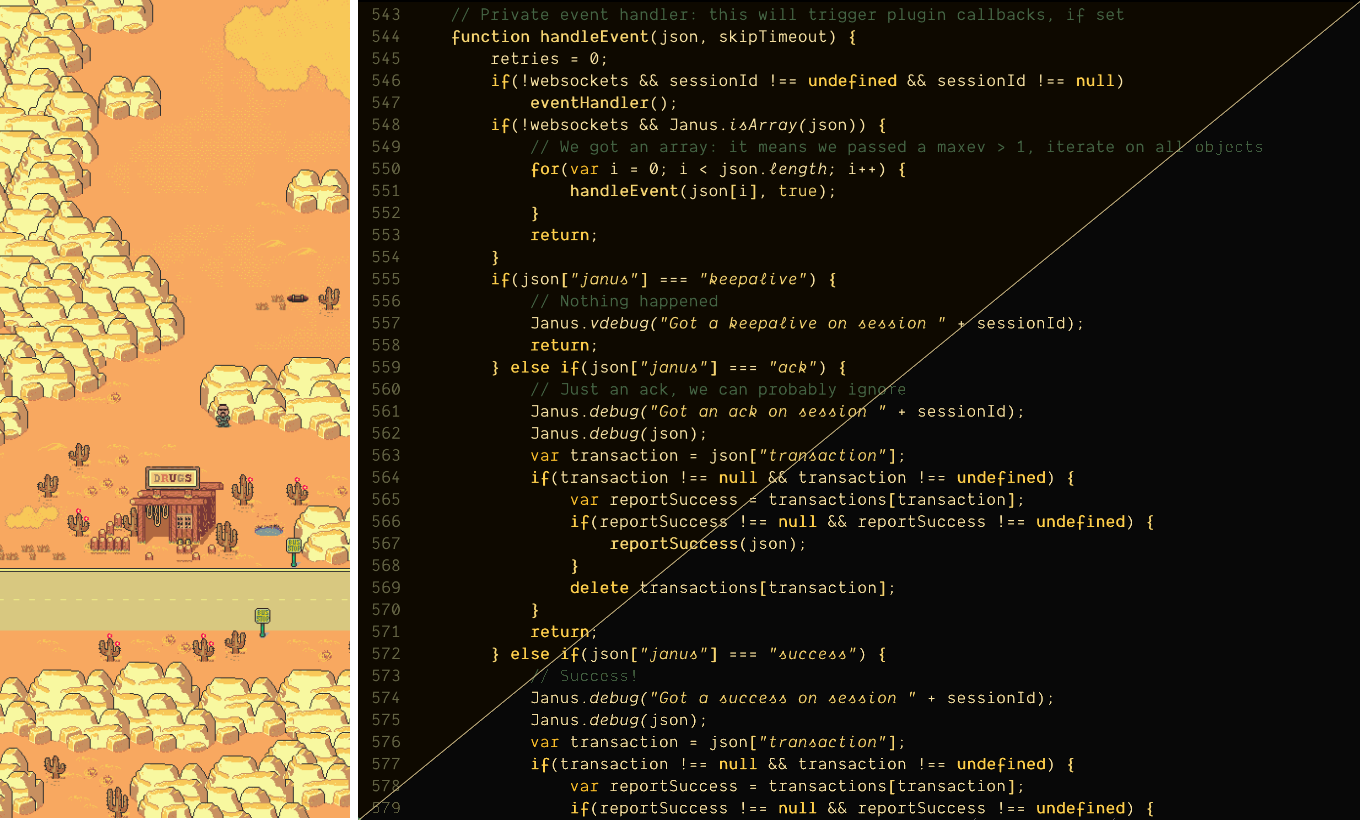 DRUGS
BUS
STOP
BUS
STOP
543 // Private event handler: this will trigger plugin callbacks, if set
544 function handleEvent(json, skipTimeout) {
545 retries = 0;
546 if(!websockets && sessionId !== undefined && sessionId !== null)
547 eventHandler();
548 if(!websockets && Janus.isArray(json)) {
549 // We got an array: it means we passed a maxev > 1, iterate on all objects
550 for(var i = 0; i < json.length; i++) {
551 handleEvent(json[i], true);
552 }
553 return;
554 }
555 if(json["janus"] === "keepalive") {
556 // Nothing happened
557 Janus.vdebug("Got a keepalive on session " + sessionId);
558 return;
559 } else if(json["janus"] === "ack") {
560 // Just an ack, we can probably ignore
561 Janus.debug("Got an ack on session " + sessionId);
562 Janus.debug(json);
563 var transaction = json["transaction"];
564 if(transaction !== null && transaction !== undefined) {
565 var reportSuccess = transactions[transaction];
566 if(reportSuccess !== null && reportSuccess !== undefined) {
567 reportSuccess(json);
568 }
569 delete transactions[transaction];
570 }
571 return;
572 } else if(json["janus"] === "success") {
573 // Success!
574 Janus.debug("Got a success on session " + sessionId);
575 Janus.debug(json);
576 var transaction = json["transaction"];
577 if(transaction !== null && transaction !== undefined) {
578 var reportSuccess = transactions[transaction];
579 if(reportSuccess !== null && reportSuccess !== undefined) {